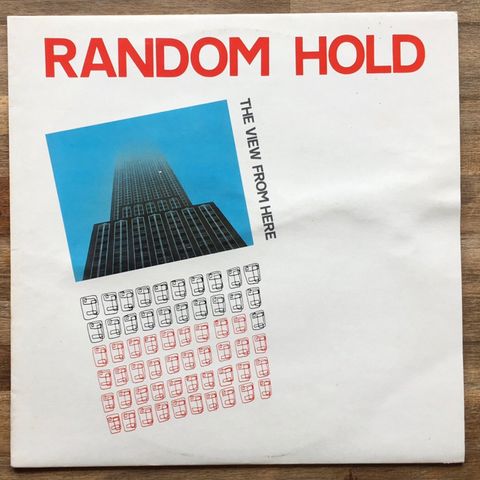 RANDOM HOLD
THE VIEW FROM HERE